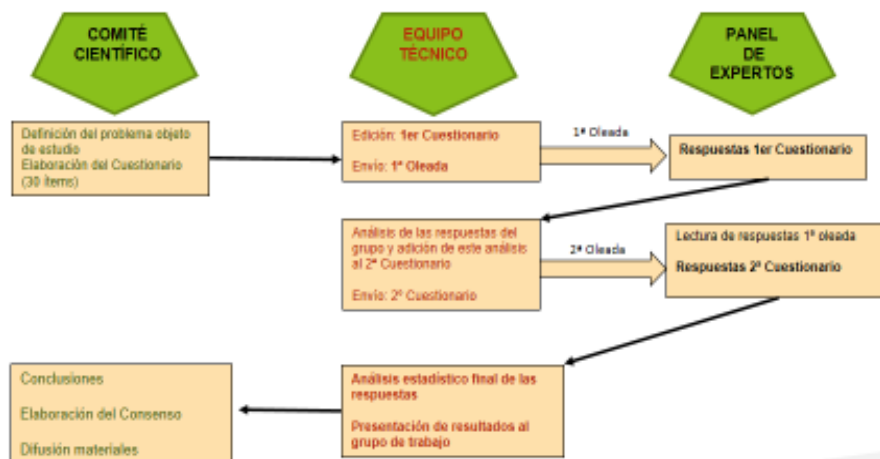 COMITÉ
CIENTÍFICO
EQUIPO
TÉCNICO
PANEL
DE
EXPERTOS
Definición del problema objeto
de estudio
Elaboración del Cuestionario
(30 ítems)
Edición: 1er Cuestionario
Envío: 1ª Oleada
1ª Oleada
Respuestas 1er Cuestionario
Análisis de las respuestas del
grupo y adición de este análisis
al 2º Cuestionario
Envío: 2º Cuestionario
2ª Oleada
Lectura de respuestas 1ª oleada
Respuestas 2º Cuestionario
Análisis estadístico final de las
respuestas
Presentación de resultados al
grupo de trabajo
Conclusiones
Elaboración del Consenso
Difusión materiales